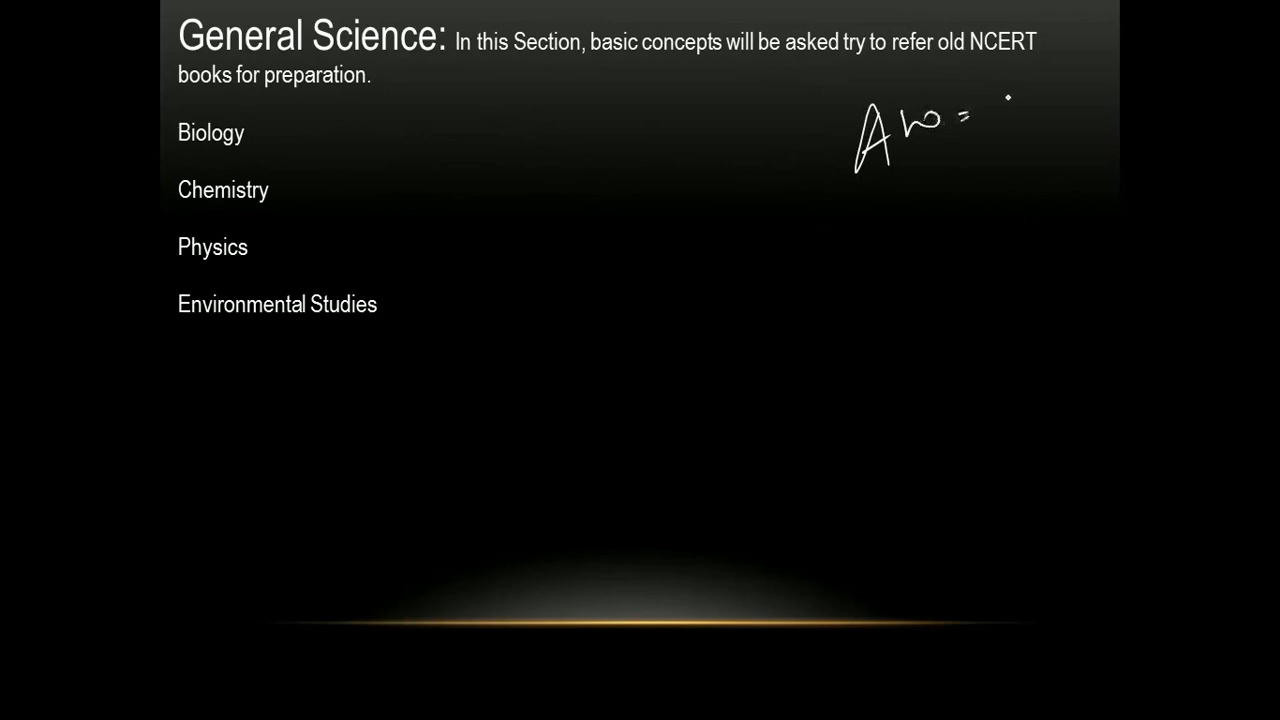 General Science: In this Section, basic concepts will be asked try to refer old NCERT
books for preparation.
Biology
Chemistry
Physics
Environmental Studies